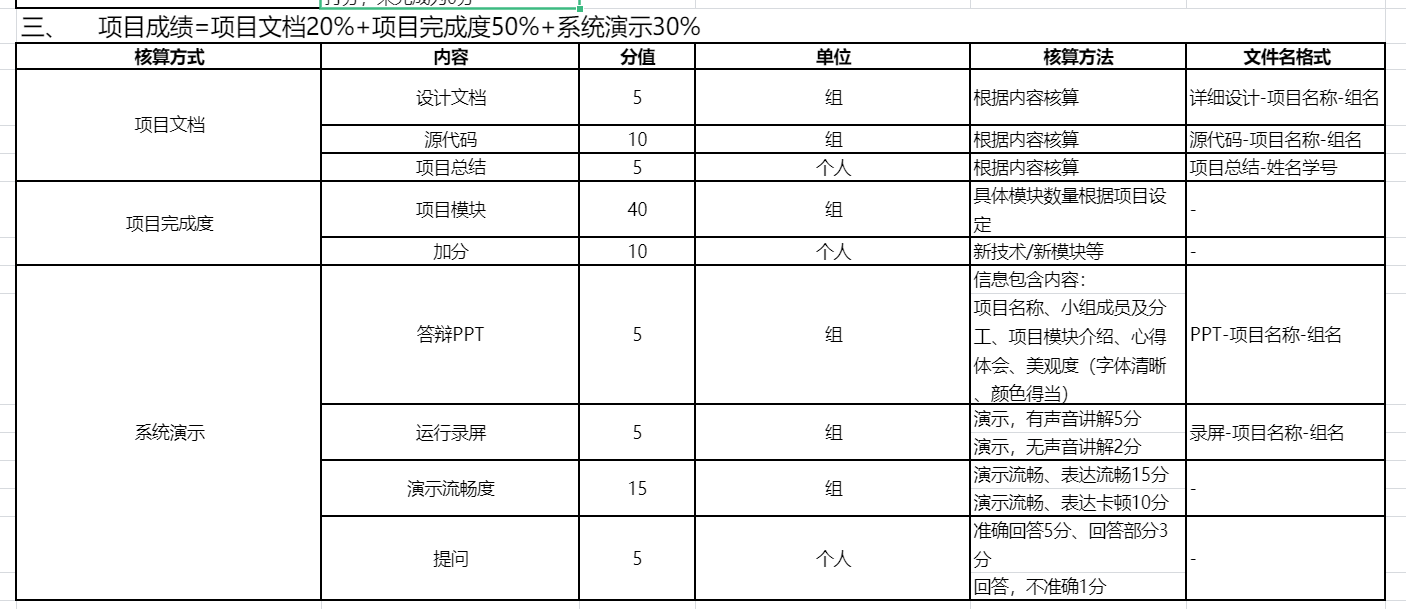 三、 项目成绩=项目文档20%+项目完成度50%+系统演示30%
核算方式 内容 分值 单位 核算方法 文件名格式
项目文档
设计文档 5 组 根据内容核算 详细设计-项目名称-组名
源代码 10 组 根据内容核算 源代码-项目名称-组名
项目总结 5 个人 根据内容核算 项目总结-姓名学号
项目完成度
项目模块 40 组 具体模块数量根据项目设
定
-
加分 10 个人 新技术/新模块等 -
系统演示
答辩PPT 5 组
信息包含内容：
项目名称、小组成员及分
工、项目模块介绍、心得
体会、美观度（字体清晰
、颜色得当）
PPT-项目名称-组名
运行录屏 5 组
演示，有声音讲解5分
演示，无声音讲解2分
录屏-项目名称-组名
演示流畅度 15 组
演示流畅、表达流畅15分
演示流畅、表达卡顿10分
-
提问 5 个人
准确回答5分、回答部分3
分
回答，不准确1分
-